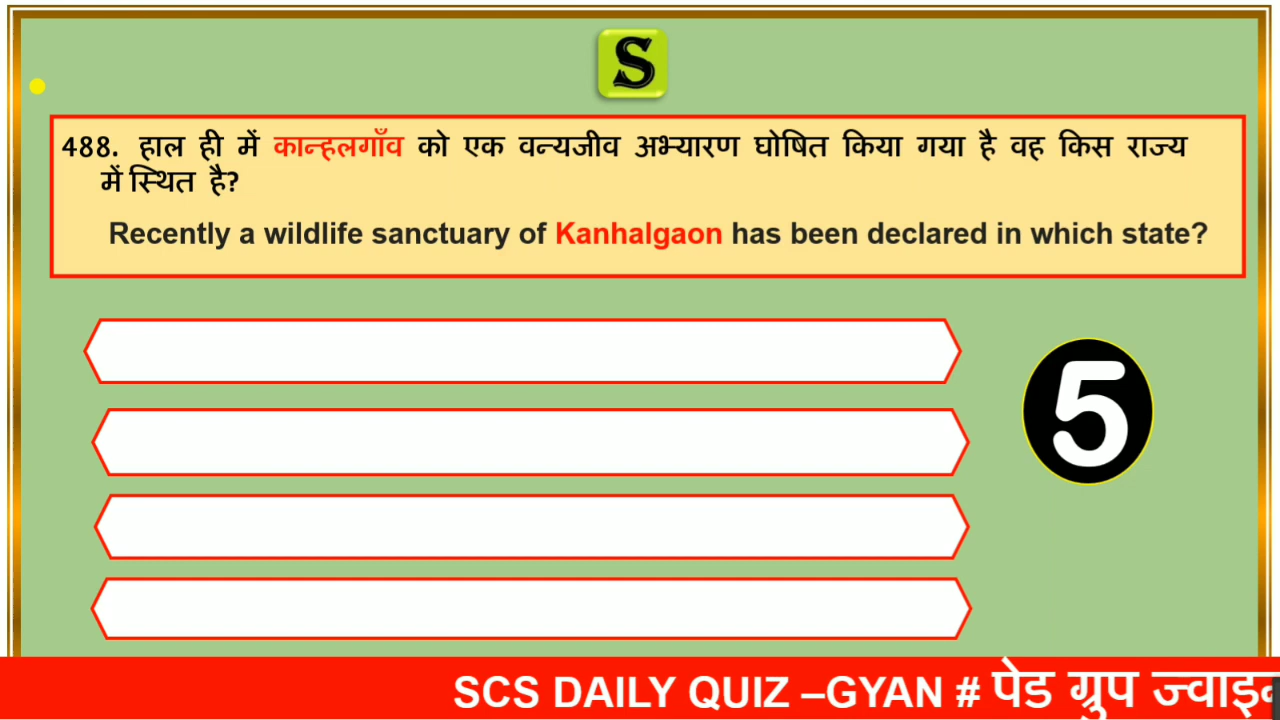 S
488. हाल ही में कान्हलगाँव को एक वन्यजीव अभ्यारण घोषित किया गया है वह किस राज्य
में स्थित है?
Recently a wildlife sanctuary of Kanhalgaon has been declared in which state?
5
SCS DAILY QUIZ –GYAN # पेड ग्रुप ज्वाइन